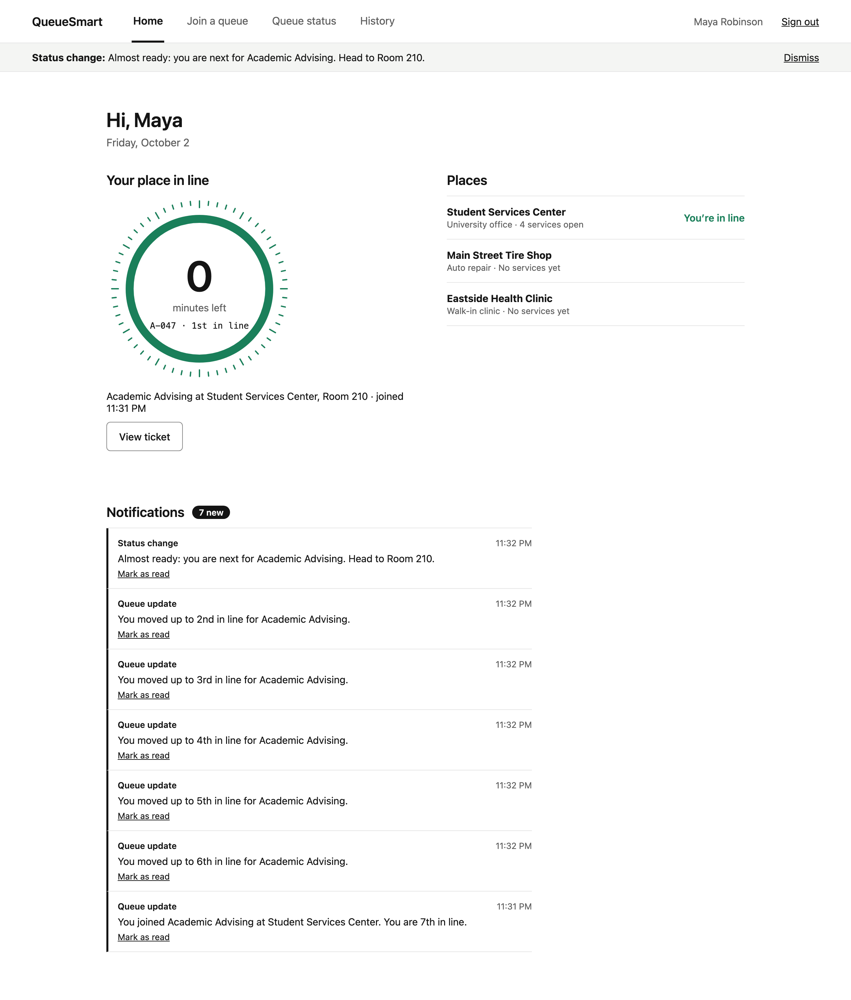 QueueSmart
Home
Join a queue
Queue status
History
Maya Robinson
Sign out
Status change: Almost ready: you are next for Academic Advising. Head to Room 210.
Dismiss
Hi, Maya
Friday, October 2
Your place in line
0
minutes left
A-047 · 1st in line
Academic Advising at Student Services Center, Room 210 · joined
11:31 PM
View ticket
Places
Student Services Center
University office · 4 services open
You're in line
Main Street Tire Shop
Auto repair · No services yet
Eastside Health Clinic
Walk-in clinic · No services yet
Notifications
7 new
Status change
11:32 PM
Almost ready: you are next for Academic Advising. Head to Room 210.
Mark as read
Queue update
11:32 PM
You moved up to 2nd in line for Academic Advising.
Mark as read
Queue update
11:32 PM
You moved up to 3rd in line for Academic Advising.
Mark as read
Queue update
11:32 PM
You moved up to 4th in line for Academic Advising.
Mark as read
Queue update
11:32 PM
You moved up to 5th in line for Academic Advising.
Mark as read
Queue update
11:32 PM
You moved up to 6th in line for Academic Advising.
Mark as read
Queue update
11:31 PM
You joined Academic Advising at Student Services Center. You are 7th in line.
Mark as read